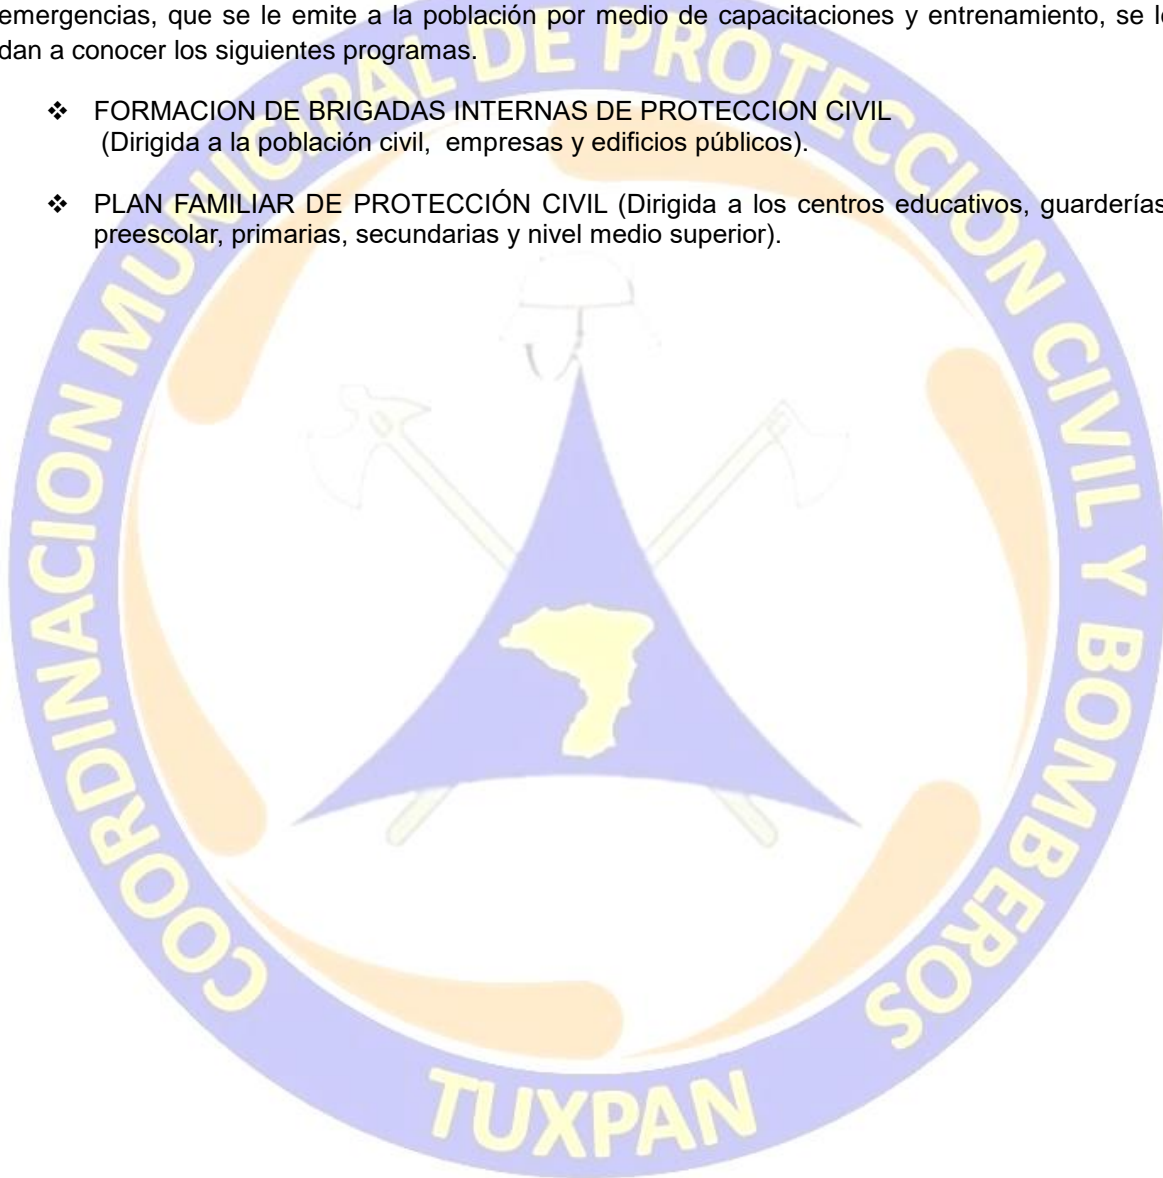 emergencias, que se le emite a la población por medio de capacitaciones y entrenamiento, se l
dan a conocer los siguientes programas.
❖ FORMACION DE BRIGADAS INTERNAS DE PROTECCION CIVIL
(Dirigida a la población civil, empresas y edificios públicos).
❖ PLAN FAMILIAR DE PROTECCIÓN CIVIL (Dirigida a los centros educativos, guarderías
preescolar, primarias, secundarias y nivel medio superior).
COORDINACION MUNICIPAL DE PROTECCION CIVIL Y BOMBEROS
TUXPAN